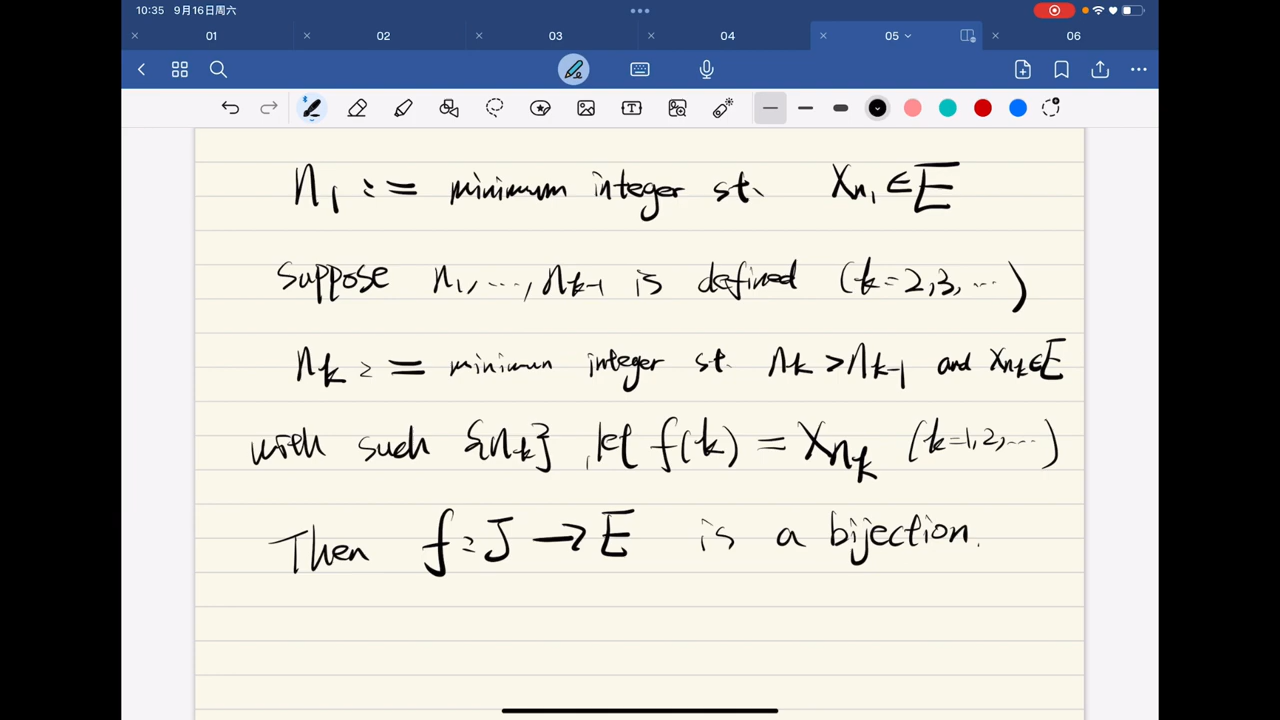 10:35 9月16日周六
01 02 03 04 05 06
n₁ := minimum integer st. xₙ₁ ∈ E
Suppose n₁, ..., nₖ₋₁ is defined (k=2,3,...)
nₖ := minimun integer st. nₖ > nₖ₋₁ and xₙₖ ∈ E
with such {nₖ}, let f(k) = xₙₖ (k=1,2,...)
Then f: J → E is a bijection.